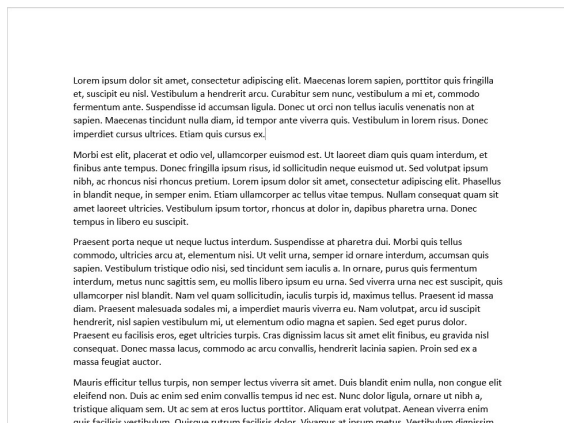 Lorem ipsum dolor sit amet, consectetur adipiscing elit. Maecenas lorem sapien, porttitor quis fringilla
et, suscipit eu nisl. Vestibulum a hendrerit arcu. Curabitur sem nunc, vestibulum a mi et, commodo
fermentum ante. Suspendisse id accumsan ligula. Donec ut orci non tellus iaculis venenatis non at
sapien. Maecenas tincidunt nulla diam, id tempor ante viverra quis. Vestibulum in lorem risus. Donec
imperdiet cursus ultrices. Etiam quis cursus ex.
Morbi est elit, placerat et odio vel, ullamcorper euismod est. Ut laoreet diam quis quam interdum, et
finibus ante tempus. Donec fringilla ipsum risus, id sollicitudin neque euismod ut. Sed volutpat ipsum
nibh, ac rhoncus nisi rhoncus pretium. Lorem ipsum dolor sit amet, consectetur adipiscing elit. Phasellus
in blandit neque, in semper enim. Etiam ullamcorper ac tellus vitae tempus. Nullam consequat quam sit
amet laoreet ultricies. Vestibulum ipsum tortor, rhoncus at dolor in, dapibus pharetra urna. Donec
tempus in libero eu suscipit.
Praesent porta neque ut neque luctus interdum. Suspendisse at pharetra dui. Morbi quis tellus
commodo, ultricies arcu at, elementum nisi. Ut velit urna, semper id ornare interdum, accumsan quis
sapien. Vestibulum tristique odio nisi, sed tincidunt sem iaculis a. In ornare, purus quis fermentum
interdum, metus nunc sagittis sem, eu mollis libero ipsum eu urna. Sed viverra urna nec est suscipit, quis
ullamcorper nisl blandit. Nam vel quam sollicitudin, iaculis turpis id, maximus tellus. Praesent id massa
diam. Praesent malesuada sodales mi, a imperdiet mauris viverra eu. Nam volutpat, arcu id suscipit
hendrerit, nisl sapien vestibulum mi, ut elementum odio magna et sapien. Sed eget purus dolor.
Praesent eu facilisis eros, eget ultricies turpis. Cras dignissim lacus sit amet elit finibus, eu gravida nisl
consequat. Donec massa lacus, commodo ac arcu convallis, hendrerit lacinia sapien. Proin sed ex a
massa feugiat auctor.
Mauris efficitur tellus turpis, non semper lectus viverra sit amet. Duis blandit enim nulla, non congue elit
eleifend non. Duis ac enim sed enim convallis tempus id nec est. Nunc dolor ligula, ornare ut nibh a,
tristique aliquam sem. Ut ac sem at eros luctus porttitor. Aliquam erat volutpat. Aenean viverra enim
quis facilisis vestibulum. Quisque rutrum facilisis dolor. Vivamus at ipsum metus. Vestibulum dignissim